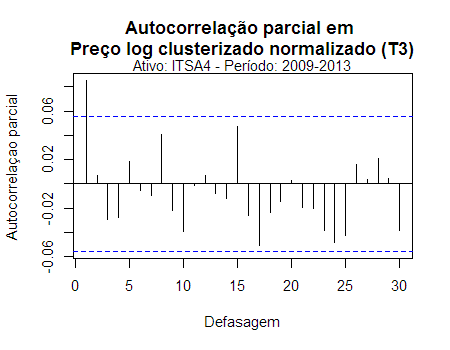 Autocorrelação parcial em
Preço log clusterizado normalizado (T3)
Ativo: ITSA4 - Período: 2009-2013
Autocorrelaçao parcial
0.06
0.02
-0.02
-0.06
0 5 10 15 20 25 30
Defasagem